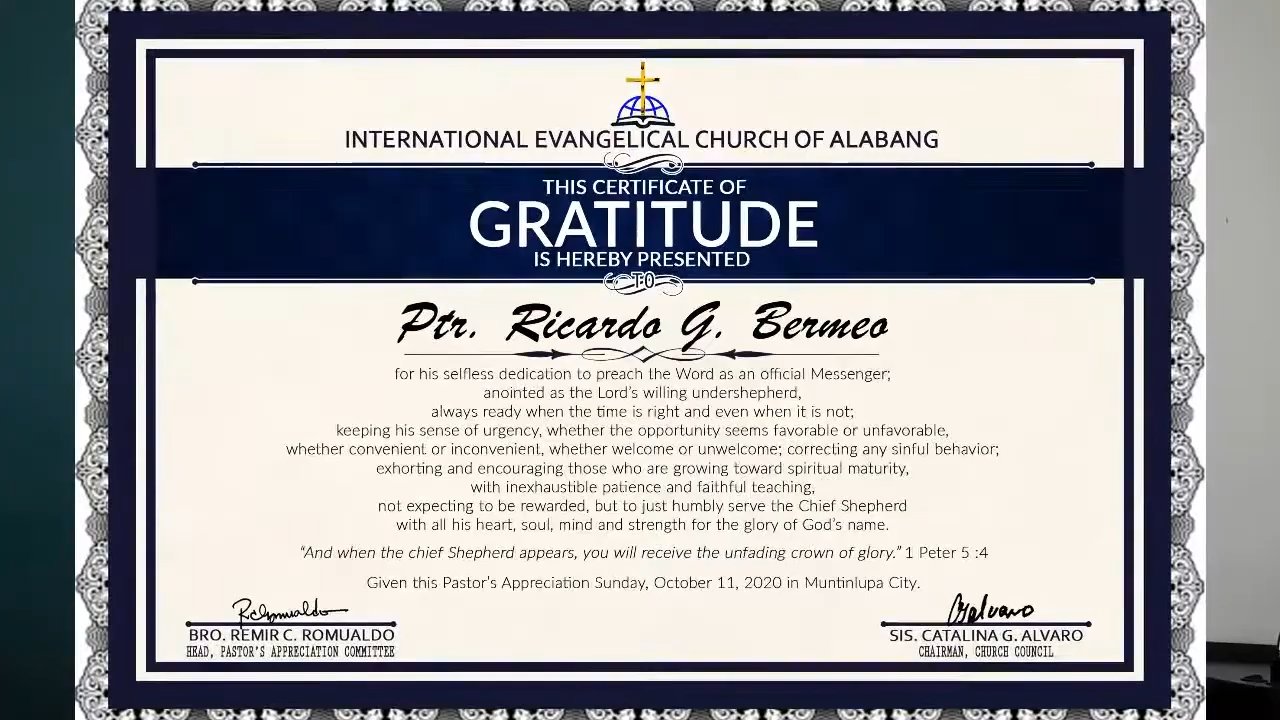 INTERNATIONAL EVANGELICAL CHURCH OF ALABANG
THIS CERTIFICATE OF
GRATITUDE
IS HEREBY PRESENTED
TO
Ptr. Ricardo G. Bermeo
for his selfless dedication to preach the Word as an official Messenger;
anointed as the Lord's willing undershepherd,
always ready when the time is right and even when it is not;
keeping his sense of urgency, whether the opportunity seems favorable or unfavorable,
whether convenient or inconvenient, whether welcome or unwelcome; correcting any sinful behavior;
exhorting and encouraging those who are growing toward spiritual maturity,
with inexhaustible patience and faithful teaching,
not expecting to be rewarded, but to just humbly serve the Chief Shepherd
with all his heart, soul, mind and strength for the glory of God's name.
“And when the chief Shepherd appears, you will receive the unfading crown of glory.” 1 Peter 5 :4
Given this Pastor's Appreciation Sunday, October 11, 2020 in Muntinlupa City.
BRO. REMIR C. ROMUALDO
HEAD, PASTOR'S APPRECIATION COMMITTEE
SIS. CATALINA G. ALVARO
CHAIRMAN, CHURCH COUNCIL